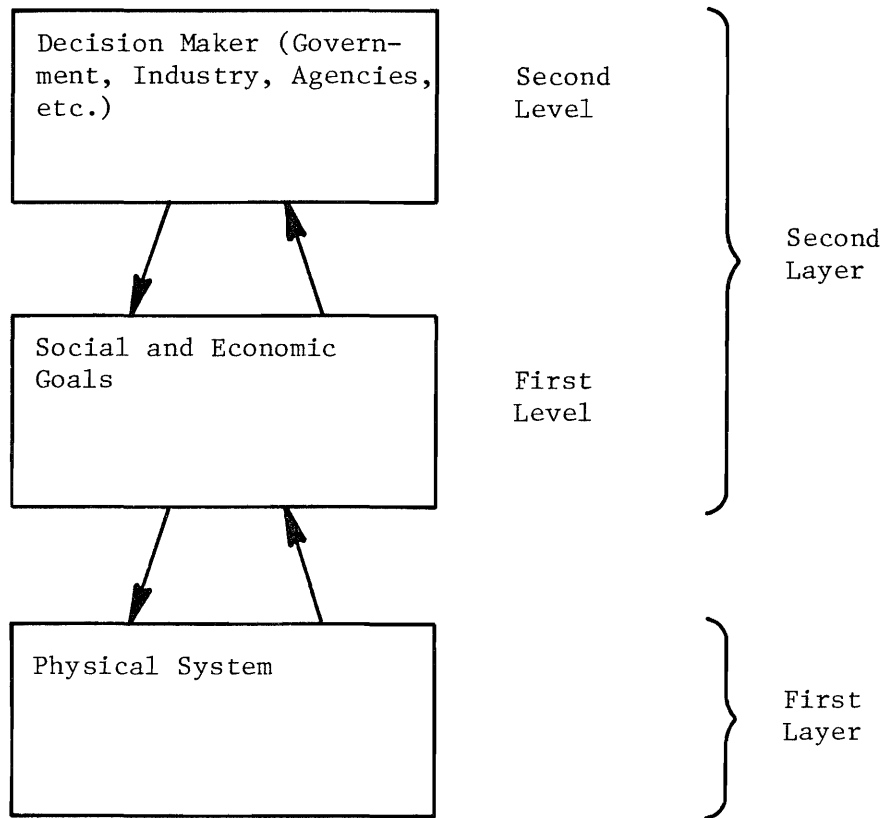 Decision Maker (Govern-
ment, Industry, Agencies,
etc.)
Second
Level
Second
Layer
Social and Economic
Goals
First
Level
Physical System
First
Layer